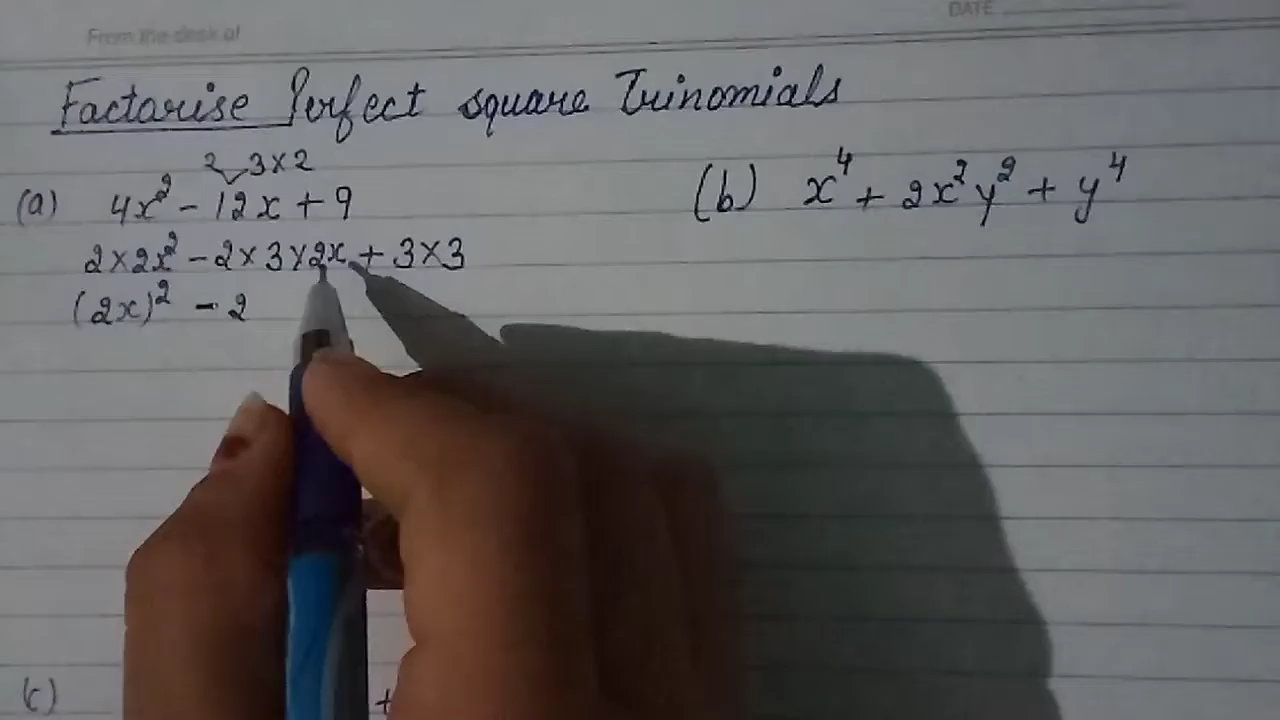 From the desk of
DATE
Factarise Perfect square Trinomials
2 3×2
(a) 4x² - 12x + 9
2×2x² - 2×3×2x + 3×3
(2x)² - 2
(b) x⁴ + 2x²y² + y⁴
(c) +